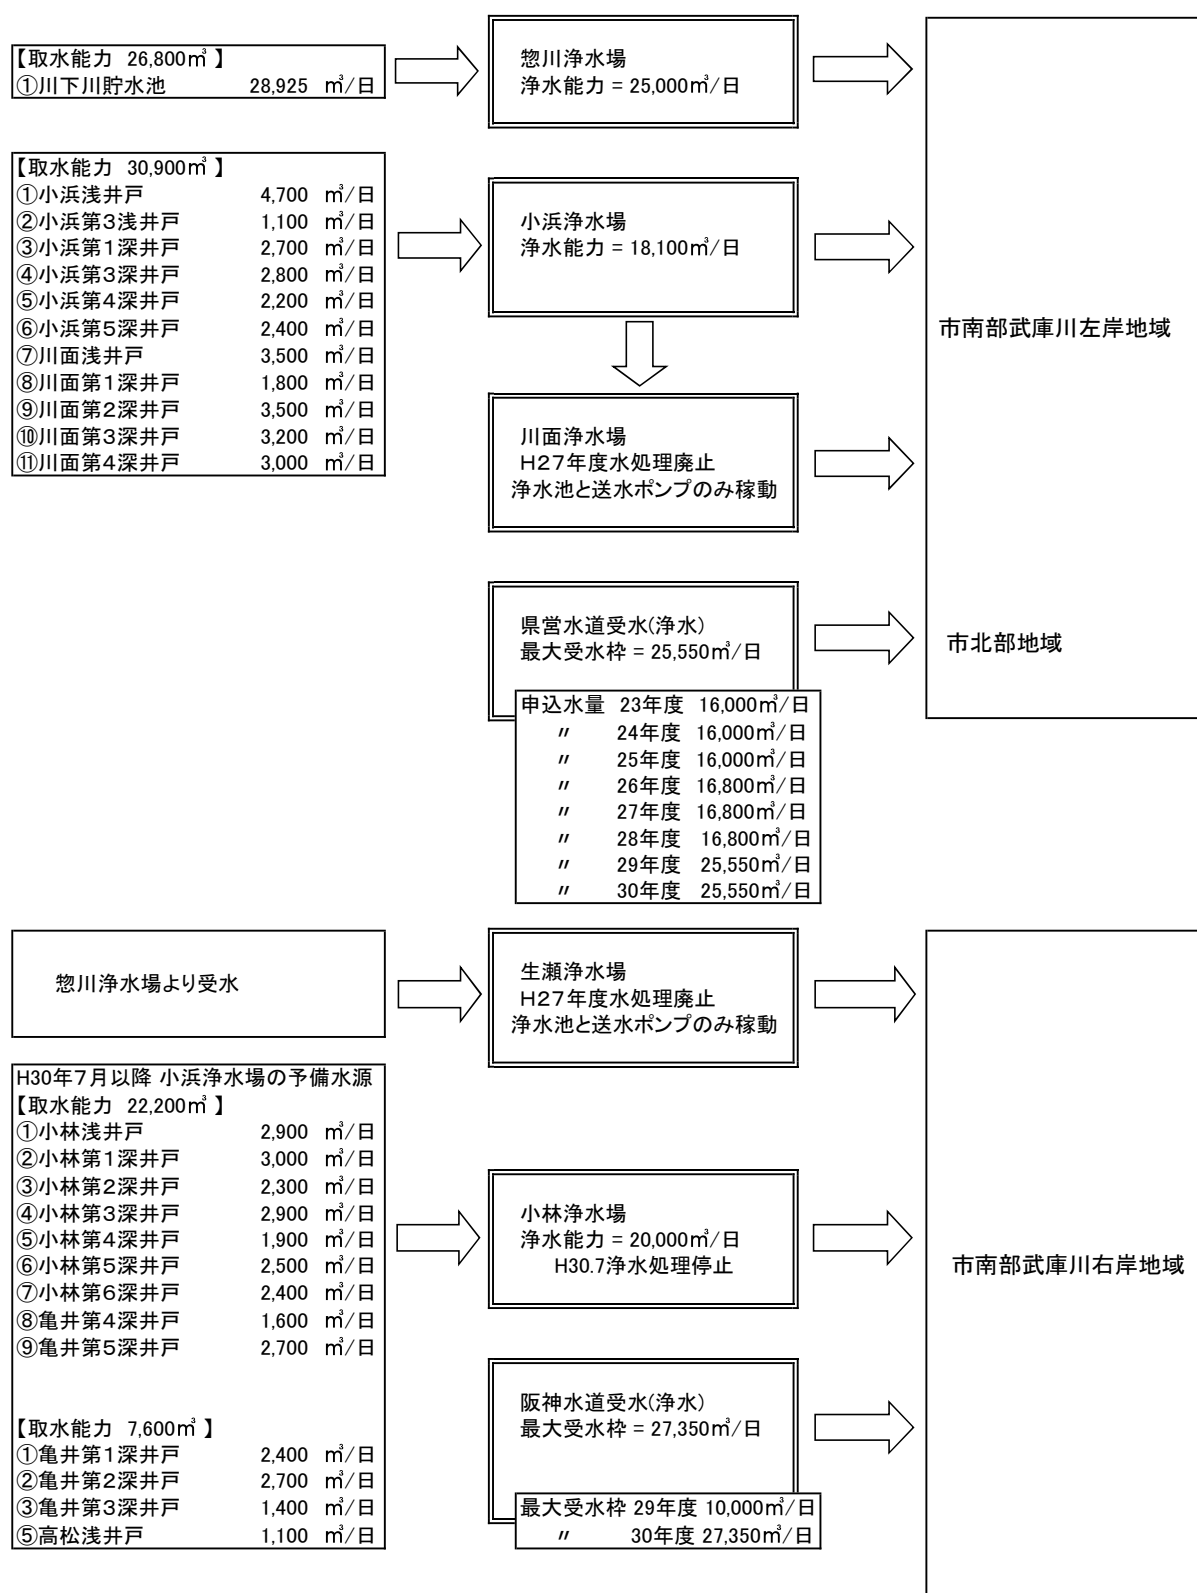 【取水能力 26,800㎥ 】
①川下川貯水池 28,925 ㎥/日
惣川浄水場
浄水能力 = 25,000㎥/日
【取水能力 30,900㎥ 】
①小浜浅井戸 4,700 ㎥/日
②小浜第3浅井戸 1,100 ㎥/日
③小浜第1深井戸 2,700 ㎥/日
④小浜第3深井戸 2,800 ㎥/日
⑤小浜第4深井戸 2,200 ㎥/日
⑥小浜第5深井戸 2,400 ㎥/日
⑦川面浅井戸 3,500 ㎥/日
⑧川面第1深井戸 1,800 ㎥/日
⑨川面第2深井戸 3,500 ㎥/日
⑩川面第3深井戸 3,200 ㎥/日
⑪川面第4深井戸 3,000 ㎥/日
小浜浄水場
浄水能力 = 18,100㎥/日
川面浄水場
H27年度水処理廃止
浄水池と送水ポンプのみ稼動
市南部武庫川左岸地域
県営水道受水(浄水)
最大受水枠 = 25,550㎥/日
市北部地域
申込水量 23年度 16,000㎥/日
〃 24年度 16,000㎥/日
〃 25年度 16,000㎥/日
〃 26年度 16,800㎥/日
〃 27年度 16,800㎥/日
〃 28年度 16,800㎥/日
〃 29年度 25,550㎥/日
〃 30年度 25,550㎥/日
惣川浄水場より受水
生瀬浄水場
H27年度水処理廃止
浄水池と送水ポンプのみ稼動
H30年7月以降 小浜浄水場の予備水源
【取水能力 22,200㎥ 】
①小林浅井戸 2,900 ㎥/日
②小林第1深井戸 3,000 ㎥/日
③小林第2深井戸 2,300 ㎥/日
④小林第3深井戸 2,900 ㎥/日
⑤小林第4深井戸 1,900 ㎥/日
⑥小林第5深井戸 2,500 ㎥/日
⑦小林第6深井戸 2,400 ㎥/日
⑧亀井第4深井戸 1,600 ㎥/日
⑨亀井第5深井戸 2,700 ㎥/日
小林浄水場
浄水能力 = 20,000㎥/日
H30.7浄水処理停止
市南部武庫川右岸地域
【取水能力 7,600㎥ 】
①亀井第1深井戸 2,400 ㎥/日
②亀井第2深井戸 2,700 ㎥/日
③亀井第3深井戸 1,400 ㎥/日
⑤高松浅井戸 1,100 ㎥/日
阪神水道受水(浄水)
最大受水枠 = 27,350㎥/日
最大受水枠 29年度 10,000㎥/日
〃 30年度 27,350㎥/日